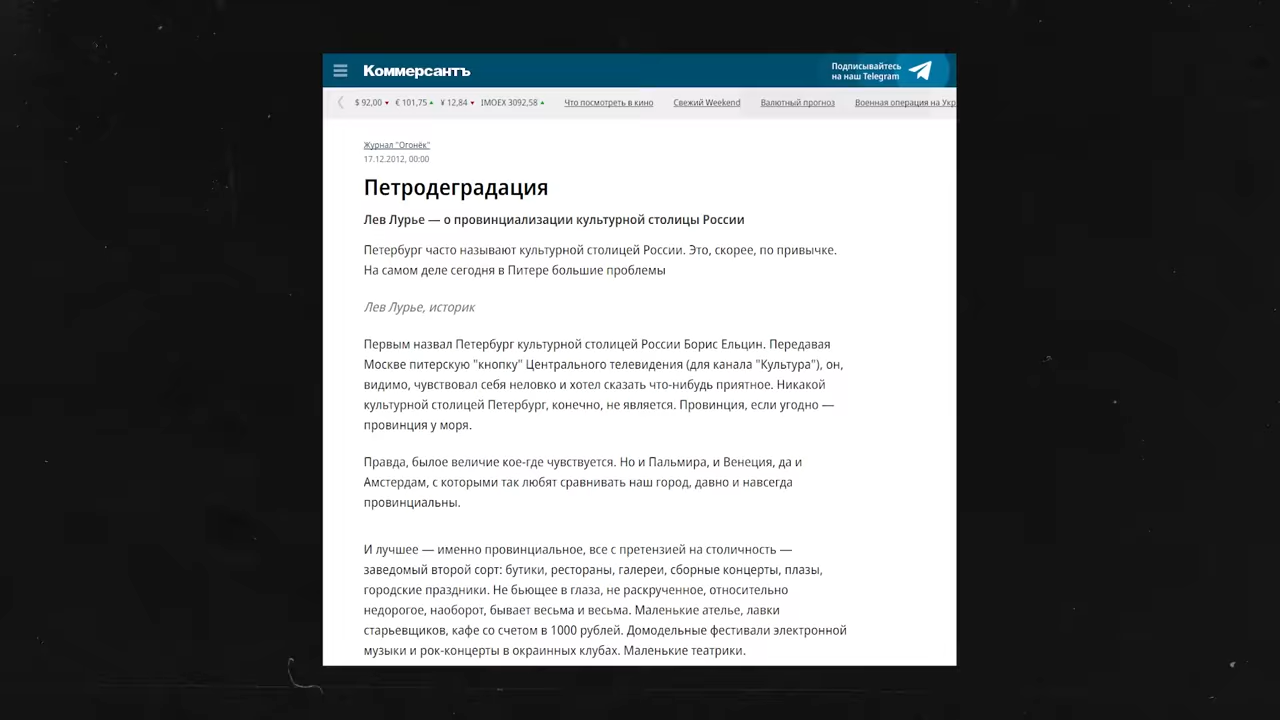 Коммерсантъ
Подписывайтесь
на наш Telegram
$ 92,00 € 101,75 ¥ 12,84 IMOEX 3092,58 Что посмотреть в кино Свежий Weekend Валютный прогноз Военная операция на Укр
Журнал "Огонёк"
17.12.2012, 00:00
Петродеградация
Лев Лурье — о провинциализации культурной столицы России
Петербург часто называют культурной столицей России. Это, скорее, по привычке.
На самом деле сегодня в Питере большие проблемы
Лев Лурье, историк
Первым назвал Петербург культурной столицей России Борис Ельцин. Передавая
Москве питерскую "кнопку" Центрального телевидения (для канала "Культура"), он,
видимо, чувствовал себя неловко и хотел сказать что-нибудь приятное. Никакой
культурной столицей Петербург, конечно, не является. Провинция, если угодно —
провинция у моря.
Правда, былое величие кое-где чувствуется. Но и Пальмира, и Венеция, да и
Амстердам, с которыми так любят сравнивать наш город, давно и навсегда
провинциальны.
И лучшее — именно провинциальное, все с претензией на столичность —
заведомый второй сорт: бутики, рестораны, галереи, сборные концерты, плазы,
городские праздники. Не бьющее в глаза, не раскрученное, относительно
недорогое, наоборот, бывает весьма и весьма. Маленькие ателье, лавки
старьевщиков, кафе со счетом в 1000 рублей. Домодельные фестивали электронной
музыки и рок-концерты в окраинных клубах. Маленькие театрики.